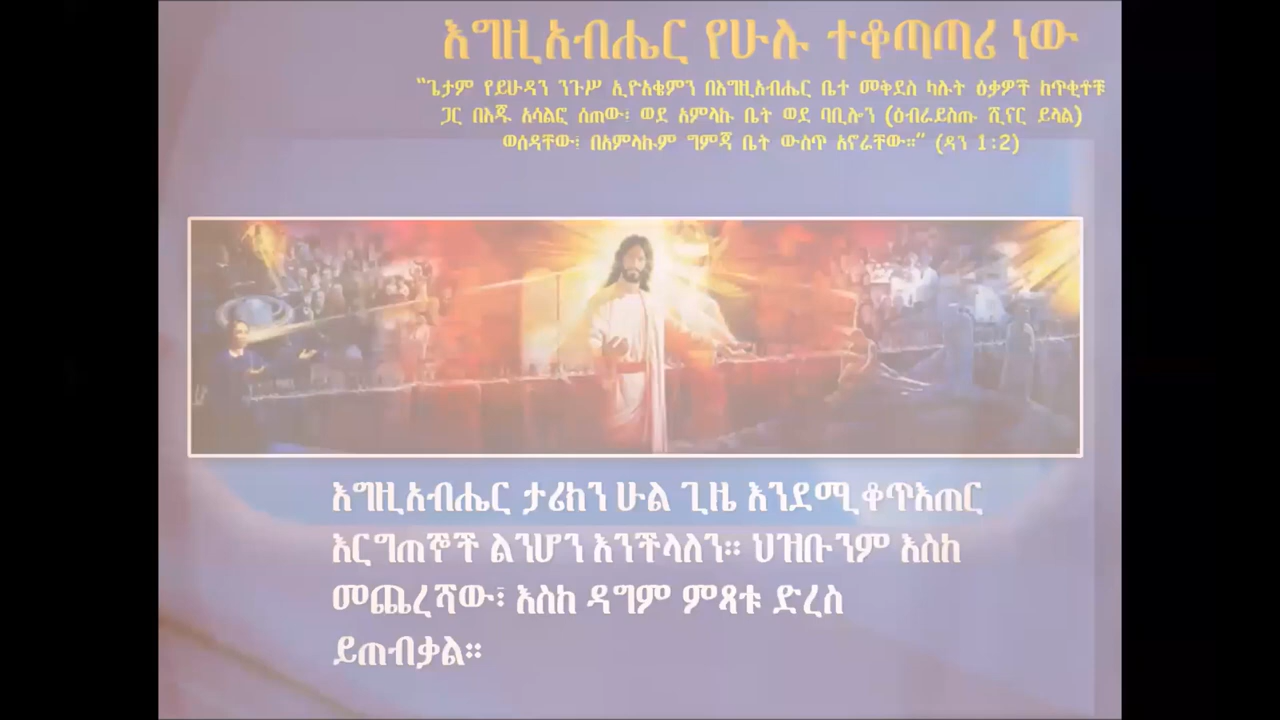 እግዚአብሔር የሁሉ ተቆጣጣሪ ነው
“ጌታም የይሁዳን ንጉሥ ኢዮአቄምን በእግዚአብሔር ቤተ መቅደስ ካሉት ዕቃዎች ከጥቂቶቹ
ጋር በእጁ አሳልፎ ሰጠው፤ ወደ አምላኩ ቤት ወደ ባቢሎን (ዕብራይስጡ ሺናር ይላል)
ወሰዳቸው፤ በአምላኩም ግምጃ ቤት ውስጥ አኖራቸው።” (ዳን 1:2)
እግዚአብሔር ታሪክን ሁል ጊዜ እንደሚቆጥአጠር
እርግጠኞች ልንሆን እንችላለን። ህዝቡንም እስከ
መጨረሻው፣ እስከ ዳግም ምጻቱ ድረስ
ይጠብቃል።